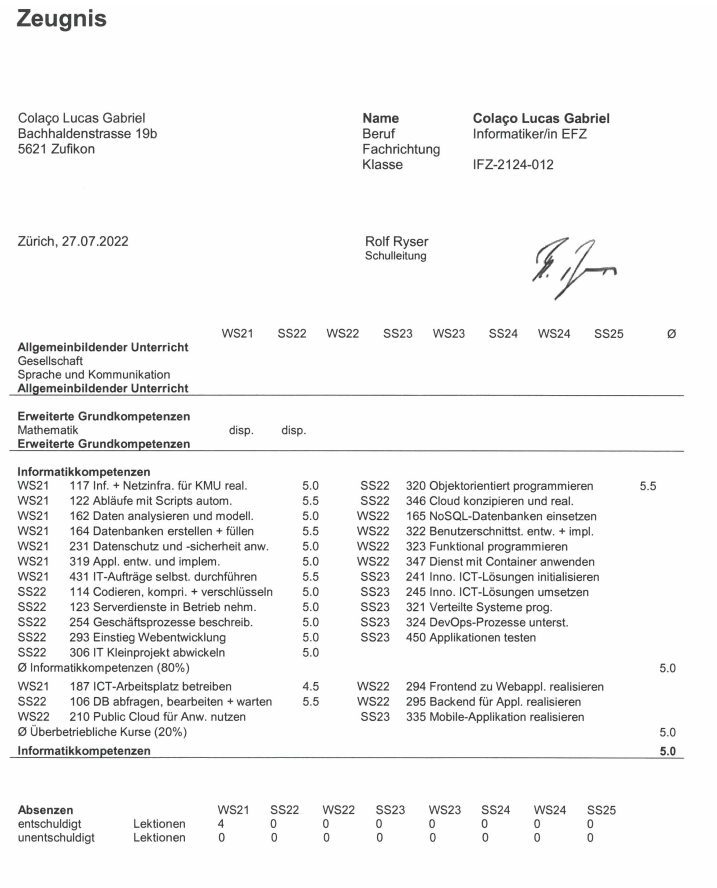 Zeugnis
Colaço Lucas Gabriel
Bachhaldenstrasse 19b
5621 Zufikon
Name Colaço Lucas Gabriel
Beruf Informatiker/in EFZ
Fachrichtung
Klasse IFZ-2124-012
Zürich, 27.07.2022
Rolf Ryser
Schulleitung
WS21 SS22 WS22 SS23 WS23 SS24 WS24 SS25 Ø
Allgemeinbildender Unterricht
Gesellschaft
Sprache und Kommunikation
Allgemeinbildender Unterricht
Erweiterte Grundkompetenzen
Mathematik disp. disp.
Erweiterte Grundkompetenzen
Informatikkompetenzen
WS21 117 Inf. + Netzinfra. für KMU real. 5.0 SS22 320 Objektorientiert programmieren 5.5
WS21 122 Abläufe mit Scripts autom. 5.5 SS22 346 Cloud konzipieren und real.
WS21 162 Daten analysieren und modell. 5.0 WS22 165 NoSQL-Datenbanken einsetzen
WS21 164 Datenbanken erstellen + füllen 5.5 WS22 322 Benutzerschnittst. entw. + impl.
WS21 231 Datenschutz und -sicherheit anw. 5.0 WS22 323 Funktional programmieren
WS21 319 Appl. entw. und implem. 5.0 WS22 347 Dienst mit Container anwenden
WS21 431 IT-Aufträge selbst. durchführen 5.5 SS23 241 Inno. ICT-Lösungen initialisieren
SS22 114 Codieren, kompri. + verschlüsseln 5.0 SS23 245 Inno. ICT-Lösungen umsetzen
SS22 123 Serverdienste in Betrieb nehm. 5.0 SS23 321 Verteilte Systeme prog.
SS22 254 Geschäftsprozesse beschreib. 5.0 SS23 324 DevOps-Prozesse unterst.
SS22 293 Einstieg Webentwicklung 5.0 SS23 450 Applikationen testen
SS22 306 IT Kleinprojekt abwickeln 5.0
Ø Informatikkompetenzen (80%) 5.0
WS21 187 ICT-Arbeitsplatz betreiben 4.5 WS22 294 Frontend zu Webappl. realisieren
SS22 106 DB abfragen, bearbeiten + warten 5.5 WS22 295 Backend für Appl. realisieren
WS22 210 Public Cloud für Anw. nutzen SS23 335 Mobile-Applikation realisieren
Ø Überbetriebliche Kurse (20%) 5.0
Informatikkompetenzen 5.0
Absenzen WS21 SS22 WS22 SS23 WS23 SS24 WS24 SS25
entschuldigt Lektionen 4 0 0 0 0 0 0 0
unentschuldigt Lektionen 0 0 0 0 0 0 0 0